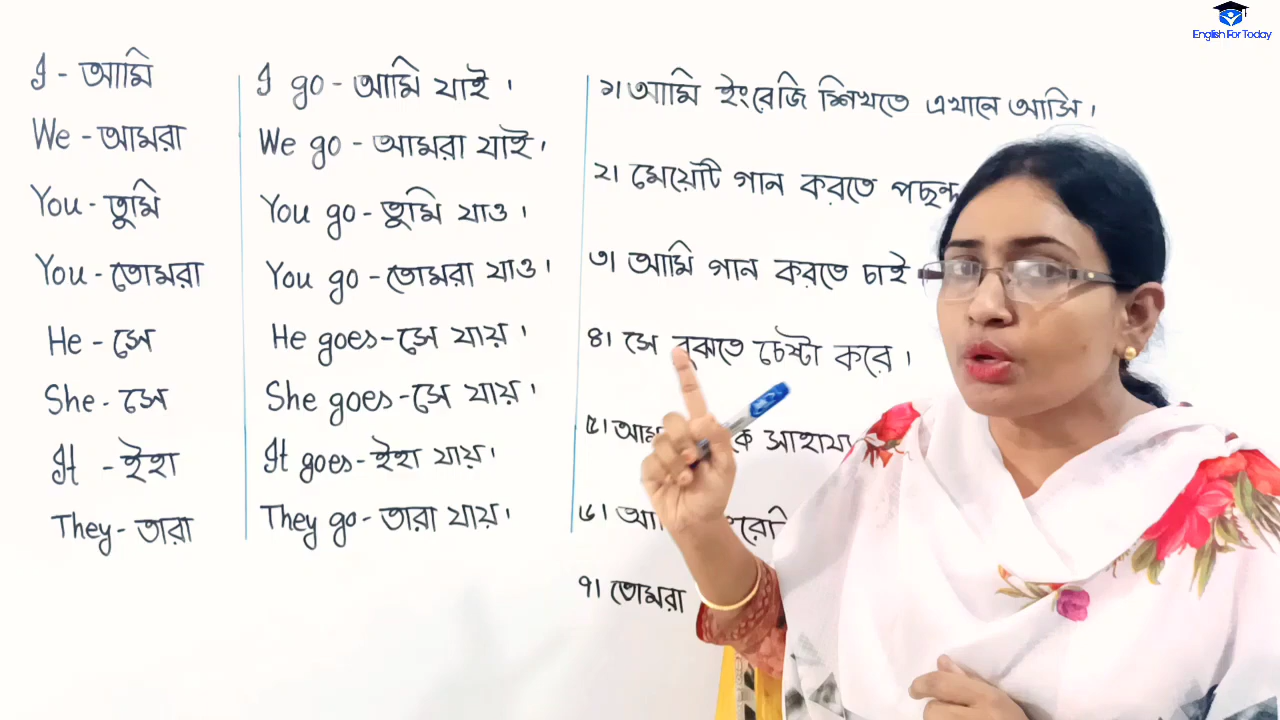 English For Today
I - আমি
We - আমরা
You - তুমি
You - তোমরা
He - সে
She - সে
It - ইহা
They - তারা
I go - আমি যাই।
We go - আমরা যাই।
You go - তুমি যাও।
You go - তোমরা যাও।
He goes - সে যায়।
She goes - সে যায়।
It goes - ইহা যায়।
They go - তারা যায়।
১। আমি ইংরেজি শিখতে এখানে আসি।
২। মেয়েটি গান করতে পছন্দ
৩। আমি গান করতে চাই
৪। সে বুঝতে চেষ্টা করে।
৫। সাহায্য
৬।
৭। তোমরা